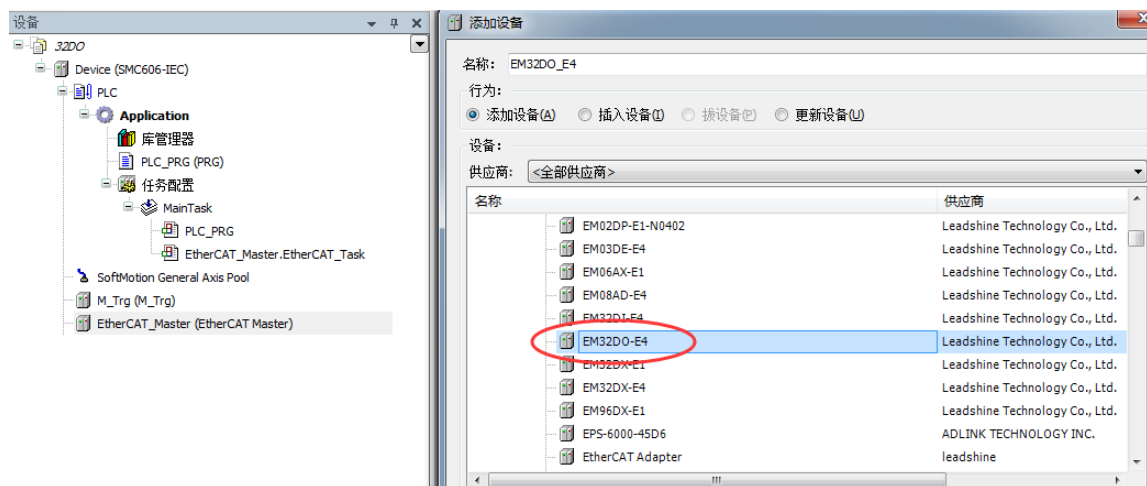 设备
32DO
Device (SMC606-IEC)
PLC
Application
库管理器
PLC_PRG (PRG)
任务配置
MainTask
PLC_PRG
EtherCAT_Master.EtherCAT_Task
SoftMotion General Axis Pool
M_Trg (M_Trg)
EtherCAT_Master (EtherCAT Master)
添加设备
名称: EM32DO_E4
行为:
添加设备(A) 插入设备(I) 拔设备(P) 更新设备(U)
设备:
供应商: <全部供应商>
名称 供应商
EM02DP-E1-N0402 Leadshine Technology Co., Ltd.
EM03DE-E4 Leadshine Technology Co., Ltd.
EM06AX-E1 Leadshine Technology Co., Ltd.
EM08AD-E4 Leadshine Technology Co., Ltd.
EM32DI-E4 Leadshine Technology Co., Ltd.
EM32DO-E4 Leadshine Technology Co., Ltd.
EM32DX-E1 Leadshine Technology Co., Ltd.
EM32DX-E4 Leadshine Technology Co., Ltd.
EM96DX-E1 Leadshine Technology Co., Ltd.
EPS-6000-45D6 ADLINK TECHNOLOGY INC.
EtherCAT Adapter leadshine